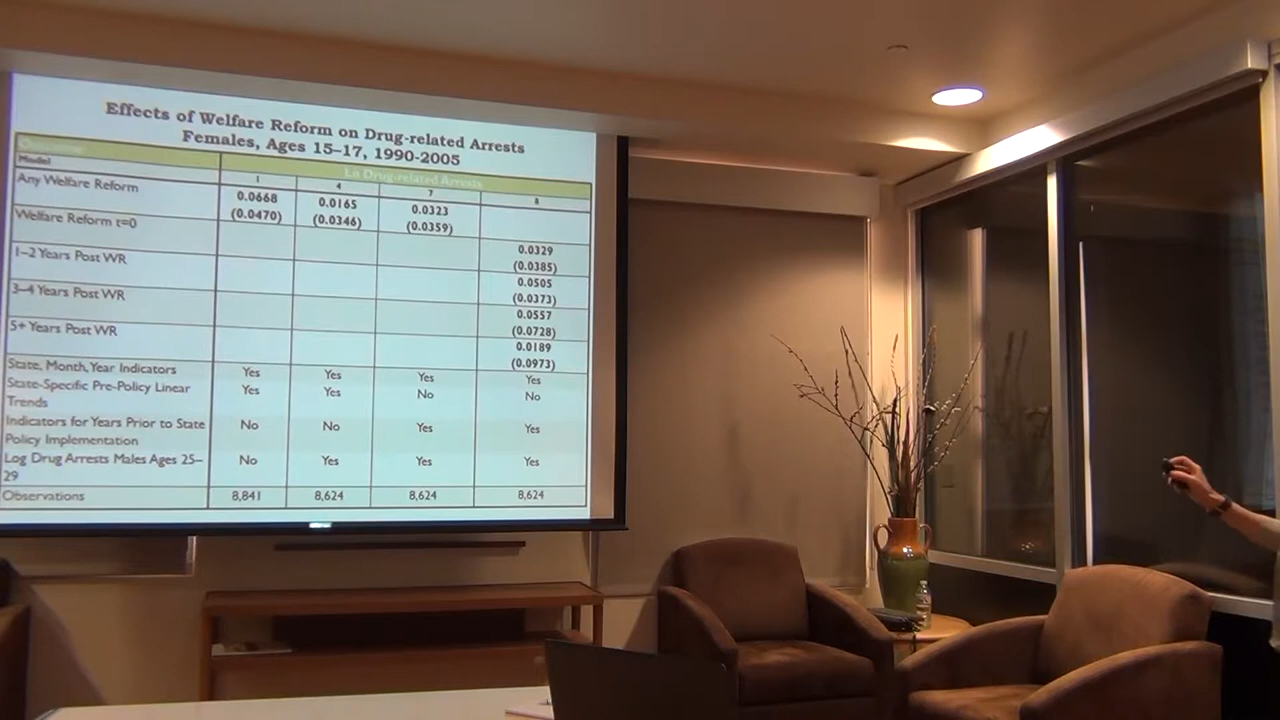 Effects of Welfare Reform on Drug-related Arrests
Females, Ages 15–17, 1990-2005
Ln Drug-related Arrests
Model 1 4 7 8
Any Welfare Reform 0.0668 0.0165 0.0323
(0.0470) (0.0346) (0.0359)
Welfare Reform t=0 0.0329
(0.0385)
1–2 Years Post WR 0.0505
(0.0373)
3–4 Years Post WR 0.0557
(0.0728)
5+ Years Post WR 0.0189
(0.0973)
State, Month, Year Indicators Yes Yes Yes Yes
State-Specific Pre-Policy Linear Yes Yes No No
Trends
Indicators for Years Prior to State No No Yes Yes
Policy Implementation
Log Drug Arrests Males Ages 25– No Yes Yes Yes
29
Observations 8,841 8,624 8,624 8,624